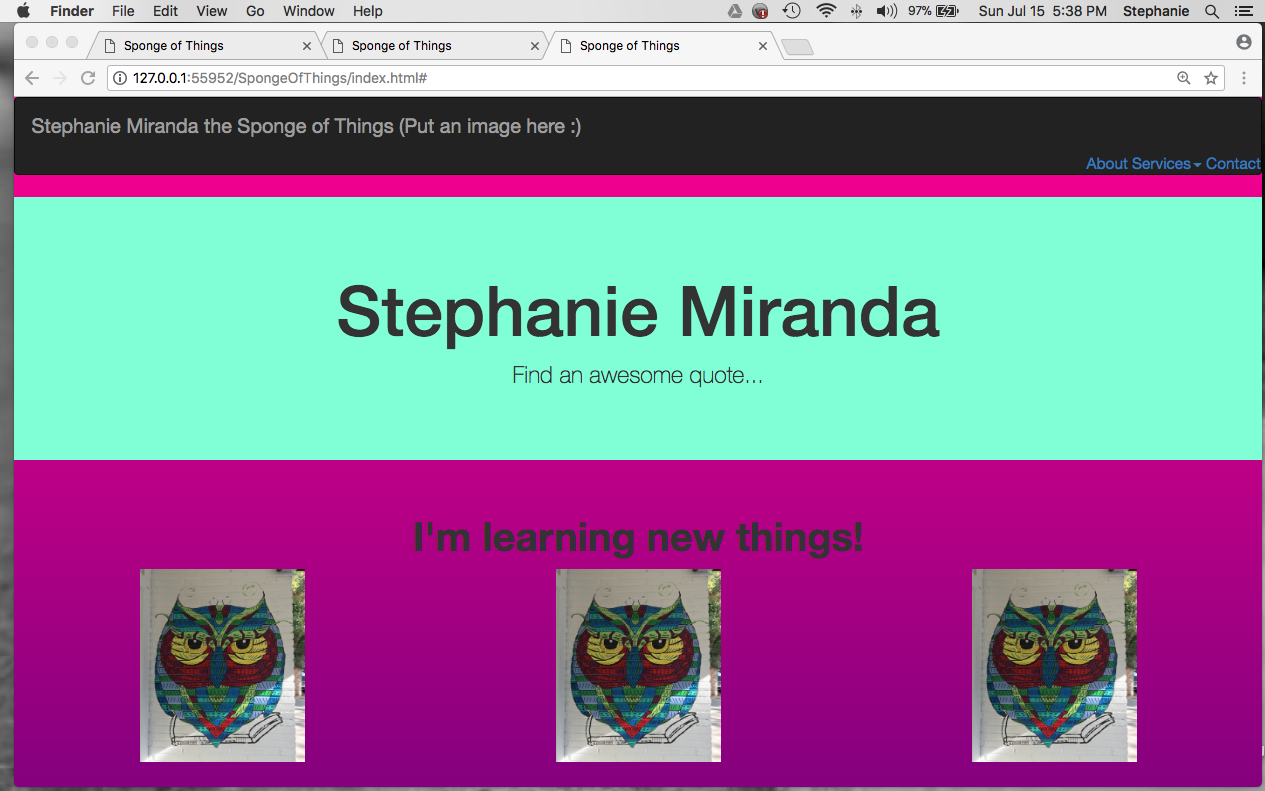 Finder File Edit View Go Window Help 97% Sun Jul 15 5:38 PM Stephanie
Sponge of Things Sponge of Things Sponge of Things
127.0.0.1:55952/SpongeOfThings/index.html#
Stephanie Miranda the Sponge of Things (Put an image here :)
About Services Contact
Stephanie Miranda
Find an awesome quote...
I'm learning new things!